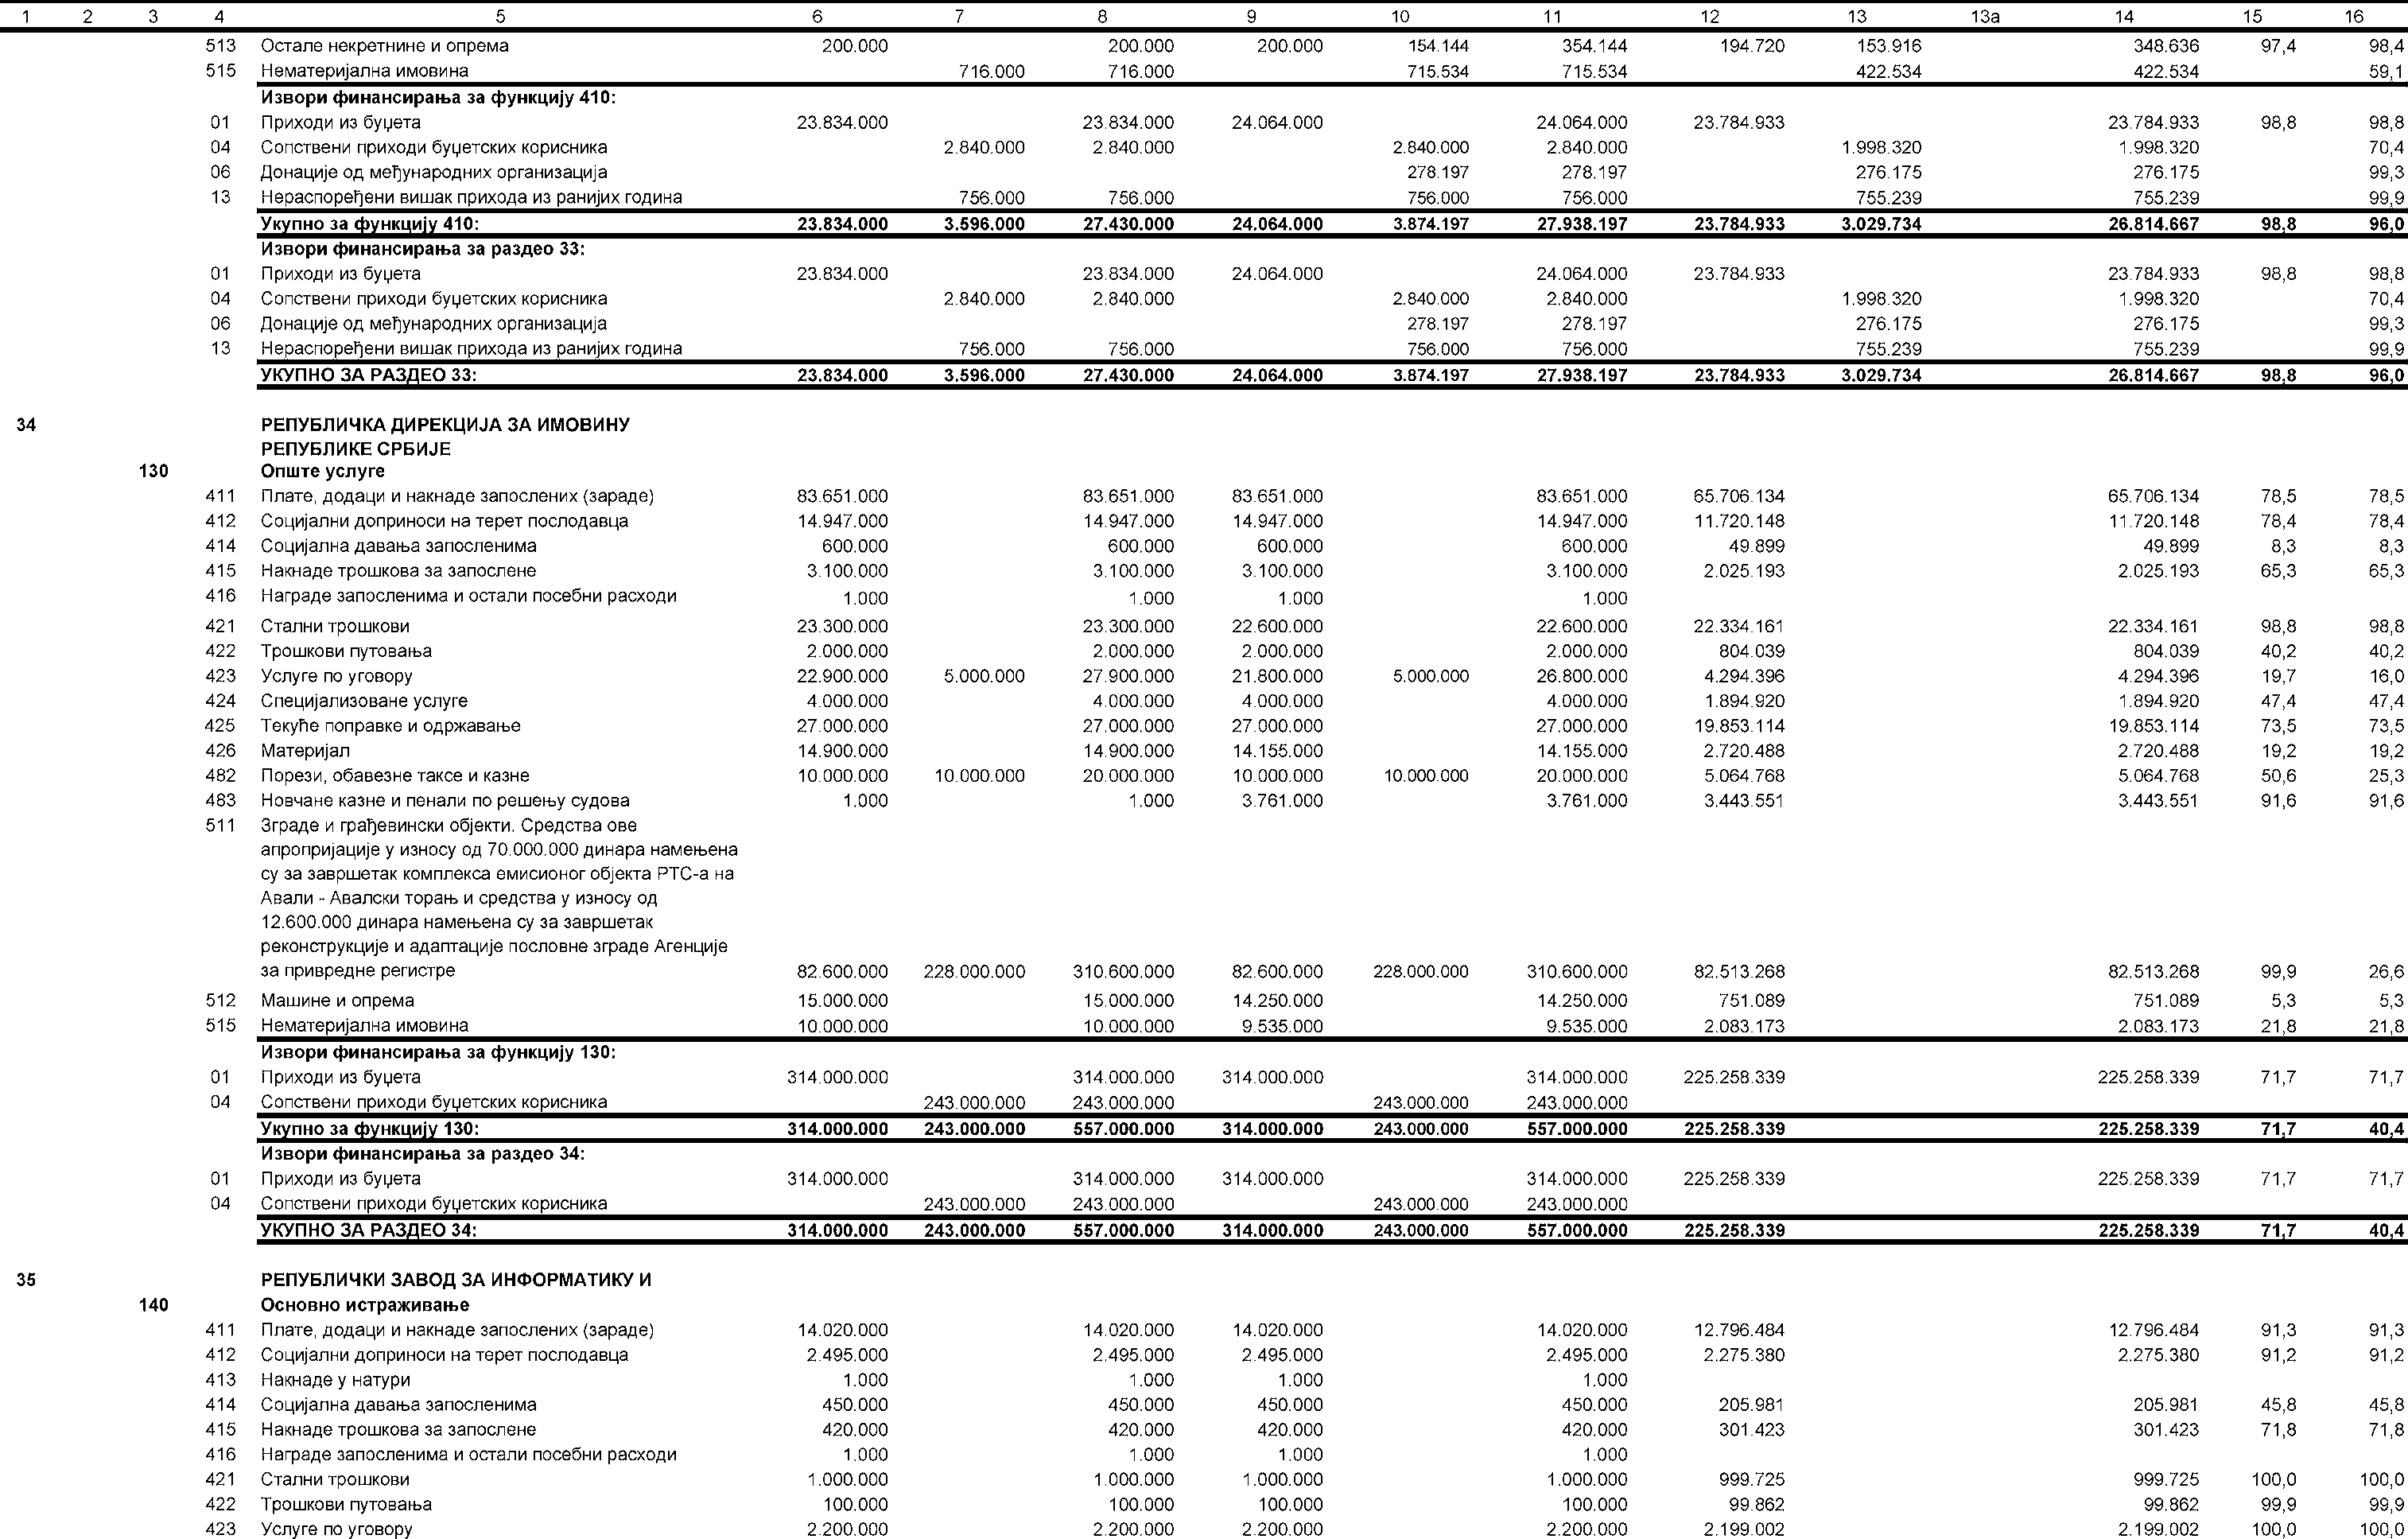 1 2 3 4 5 6 7 8 9 10 11 12 13 13a 14 15 16
513 Остале некретнине и опрема 200.000 200.000 200.000 154.144 354.144 194.720 153.916 348.636 97,4 98,4
515 Нематеријална имовина 716.000 716.000 715.534 715.534 422.534 422.534 59,1
Извори финансирања за функцију 410:
01 Приходи из буџета 23.834.000 23.834.000 24.064.000 24.064.000 23.784.933 23.784.933 98,8 98,8
04 Сопствени приходи буџетских корисника 2.840.000 2.840.000 2.840.000 2.840.000 1.998.320 1.998.320 70,4
06 Донације од међународних организација 278.197 278.197 276.175 276.175 99,3
13 Нераспоређени вишак прихода из ранијих година 756.000 756.000 756.000 756.000 755.239 755.239 99,9
Укупно за функцију 410: 23.834.000 3.596.000 27.430.000 24.064.000 3.874.197 27.938.197 23.784.933 3.029.734 26.814.667 98,8 96,0
Извори финансирања за раздео 33:
01 Приходи из буџета 23.834.000 23.834.000 24.064.000 24.064.000 23.784.933 23.784.933 98,8 98,8
04 Сопствени приходи буџетских корисника 2.840.000 2.840.000 2.840.000 2.840.000 1.998.320 1.998.320 70,4
06 Донације од међународних организација 278.197 278.197 276.175 276.175 99,3
13 Нераспоређени вишак прихода из ранијих година 756.000 756.000 756.000 756.000 755.239 755.239 99,9
УКУПНО ЗА РАЗДЕО 33: 23.834.000 3.596.000 27.430.000 24.064.000 3.874.197 27.938.197 23.784.933 3.029.734 26.814.667 98,8 96,0
34 РЕПУБЛИЧКА ДИРЕКЦИЈА ЗА ИМОВИНУ
РЕПУБЛИКЕ СРБИЈЕ
130 Опште услуге
411 Плате, додаци и накнаде запослених (зараде) 83.651.000 83.651.000 83.651.000 83.651.000 65.706.134 65.706.134 78,5 78,5
412 Социјални доприноси на терет послодавца 14.947.000 14.947.000 14.947.000 14.947.000 11.720.148 11.720.148 78,4 78,4
414 Социјална давања запосленима 600.000 600.000 600.000 600.000 49.899 49.899 8,3 8,3
415 Накнаде трошкова за запослене 3.100.000 3.100.000 3.100.000 3.100.000 2.025.193 2.025.193 65,3 65,3
416 Награде запосленима и остали посебни расходи 1.000 1.000 1.000 1.000
421 Стални трошкови 23.300.000 23.300.000 22.600.000 22.600.000 22.334.161 22.334.161 98,8 98,8
422 Трошкови путовања 2.000.000 2.000.000 2.000.000 2.000.000 804.039 804.039 40,2 40,2
423 Услуге по уговору 22.900.000 5.000.000 27.900.000 21.800.000 5.000.000 26.800.000 4.294.396 4.294.396 19,7 16,0
424 Специјализоване услуге 4.000.000 4.000.000 4.000.000 4.000.000 1.894.920 1.894.920 47,4 47,4
425 Текуће поправке и одржавање 27.000.000 27.000.000 27.000.000 27.000.000 19.853.114 19.853.114 73,5 73,5
426 Материјал 14.900.000 14.900.000 14.155.000 14.155.000 2.720.488 2.720.488 19,2 19,2
482 Порези, обавезне таксе и казне 10.000.000 10.000.000 20.000.000 10.000.000 10.000.000 20.000.000 5.064.768 5.064.768 50,6 25,3
483 Новчане казне и пенали по решењу судова 1.000 1.000 3.761.000 3.761.000 3.443.551 3.443.551 91,6 91,6
511 Зграде и грађевински објекти. Средства ове
апропријације у износу од 70.000.000 динара намењена
су за завршетак комплекса емисионог објекта РТС-а на
Авали - Авалски торањ и средства у износу од
12.600.000 динара намењена су за завршетак
реконструкције и адаптације пословне зграде Агенције
за привредне регистре 82.600.000 228.000.000 310.600.000 82.600.000 228.000.000 310.600.000 82.513.268 82.513.268 99,9 26,6
512 Машине и опрема 15.000.000 15.000.000 14.250.000 14.250.000 751.089 751.089 5,3 5,3
515 Нематеријална имовина 10.000.000 10.000.000 9.535.000 9.535.000 2.083.173 2.083.173 21,8 21,8
Извори финансирања за функцију 130:
01 Приходи из буџета 314.000.000 314.000.000 314.000.000 314.000.000 225.258.339 225.258.339 71,7 71,7
04 Сопствени приходи буџетских корисника 243.000.000 243.000.000 243.000.000 243.000.000
Укупно за функцију 130: 314.000.000 243.000.000 557.000.000 314.000.000 243.000.000 557.000.000 225.258.339 225.258.339 71,7 40,4
Извори финансирања за раздео 34:
01 Приходи из буџета 314.000.000 314.000.000 314.000.000 314.000.000 225.258.339 225.258.339 71,7 71,7
04 Сопствени приходи буџетских корисника 243.000.000 243.000.000 243.000.000 243.000.000
УКУПНО ЗА РАЗДЕО 34: 314.000.000 243.000.000 557.000.000 314.000.000 243.000.000 557.000.000 225.258.339 225.258.339 71,7 40,4
35 РЕПУБЛИЧКИ ЗАВОД ЗА ИНФОРМАТИКУ И
140 Основно истраживање
411 Плате, додаци и накнаде запослених (зараде) 14.020.000 14.020.000 14.020.000 14.020.000 12.796.484 12.796.484 91,3 91,3
412 Социјални доприноси на терет послодавца 2.495.000 2.495.000 2.495.000 2.495.000 2.275.380 2.275.380 91,2 91,2
413 Накнаде у натури 1.000 1.000 1.000 1.000
414 Социјална давања запосленима 450.000 450.000 450.000 450.000 205.981 205.981 45,8 45,8
415 Накнаде трошкова за запослене 420.000 420.000 420.000 420.000 301.423 301.423 71,8 71,8
416 Награде запосленима и остали посебни расходи 1.000 1.000 1.000 1.000
421 Стални трошкови 1.000.000 1.000.000 1.000.000 1.000.000 999.725 999.725 100,0 100,0
422 Трошкови путовања 100.000 100.000 100.000 100.000 99.862 99.862 99,9 99,9
423 Услуге по уговору 2.200.000 2.200.000 2.200.000 2.200.000 2.199.002 2.199.002 100,0 100,0